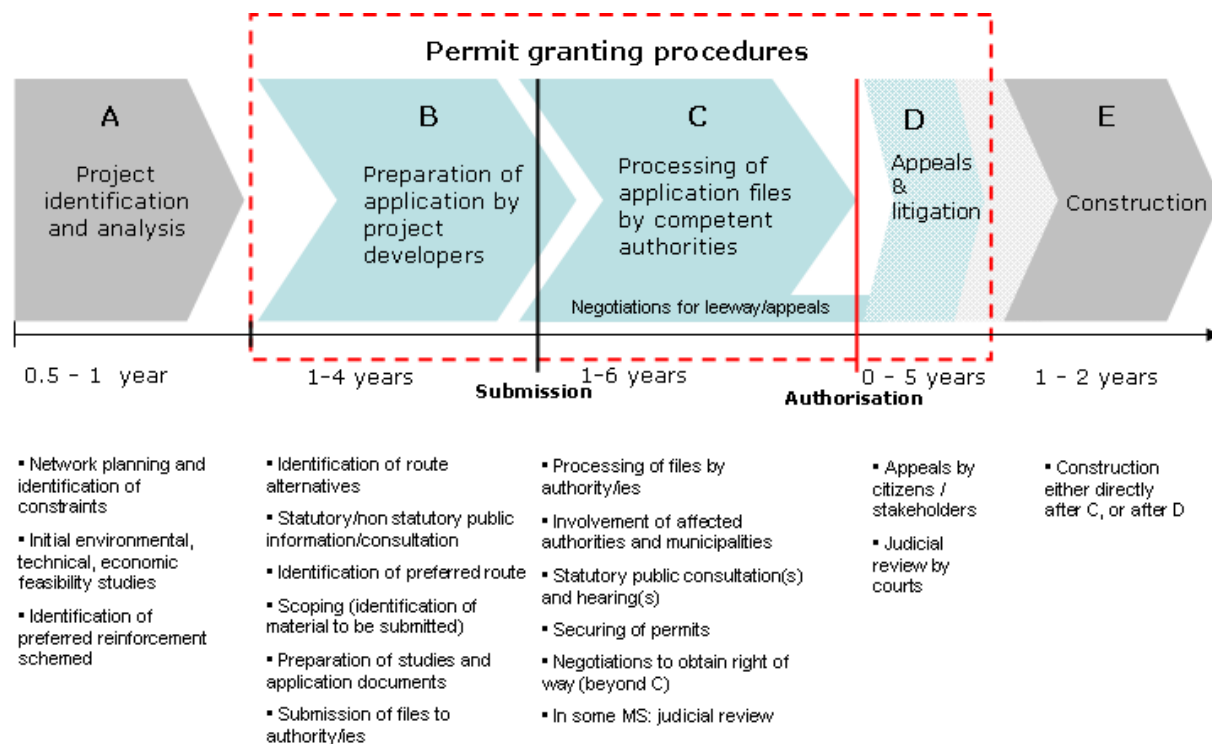 Permit granting procedures
A
Project
identification
and analysis
B
Preparation of
application by
project
developers
C
Processing of
application files
by competent
authorities
D
Appeals
&
litigation
E
Construction
Negotiations for leeway/appeals
0.5 - 1 year
1-4 years
Submission
1-6 years
Authorisation
0 - 5 years
1 - 2 years
▪ Network planning and
identification of
constraints
▪ Initial environmental,
technical, economic
feasibility studies
▪ Identification of
preferred reinforcement
schemed
▪ Identification of route
alternatives
▪ Statutory/non statutory public
information/consultation
▪ Identification of preferred route
▪ Scoping (identification of
material to be submitted)
▪ Preparation of studies and
application documents
▪ Submission of files to
authority/ies
▪ Processing of files by
authority/ies
▪ Involvement of affected
authorities and municipalities
▪ Statutory public consultation(s)
and hearing(s)
▪ Securing of permits
▪ Negotiations to obtain right of
way (beyond C)
▪ In some MS: judicial review
▪ Appeals by
citizens /
stakeholders
▪ Judicial
review by
courts
▪ Construction
either directly
after C, or after D